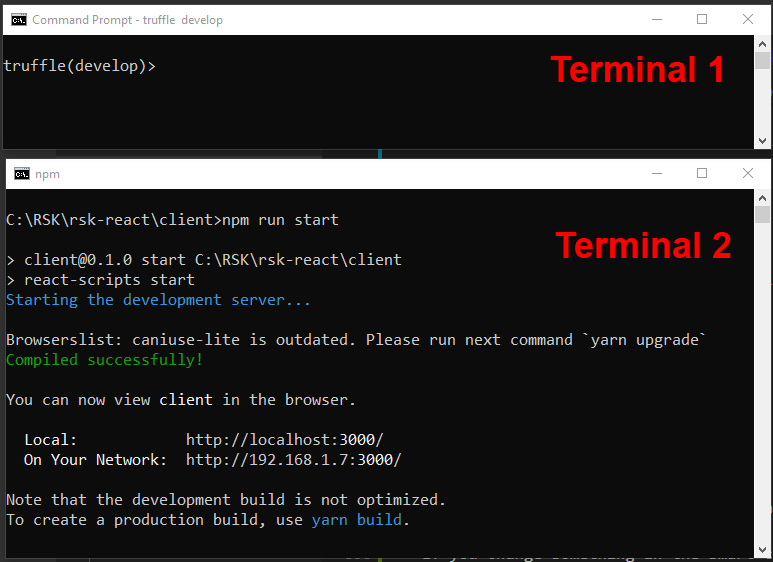 Command Prompt - truffle develop
truffle(develop)>
Terminal 1
npm
C:\RSK\rsk-react\client>npm run start
Terminal 2
> client@0.1.0 start C:\RSK\rsk-react\client
> react-scripts start
Starting the development server...
Browserslist: caniuse-lite is outdated. Please run next command `yarn upgrade`
Compiled successfully!
You can now view client in the browser.
Local: http://localhost:3000/
On Your Network: http://192.168.1.7:3000/
Note that the development build is not optimized.
To create a production build, use yarn build.